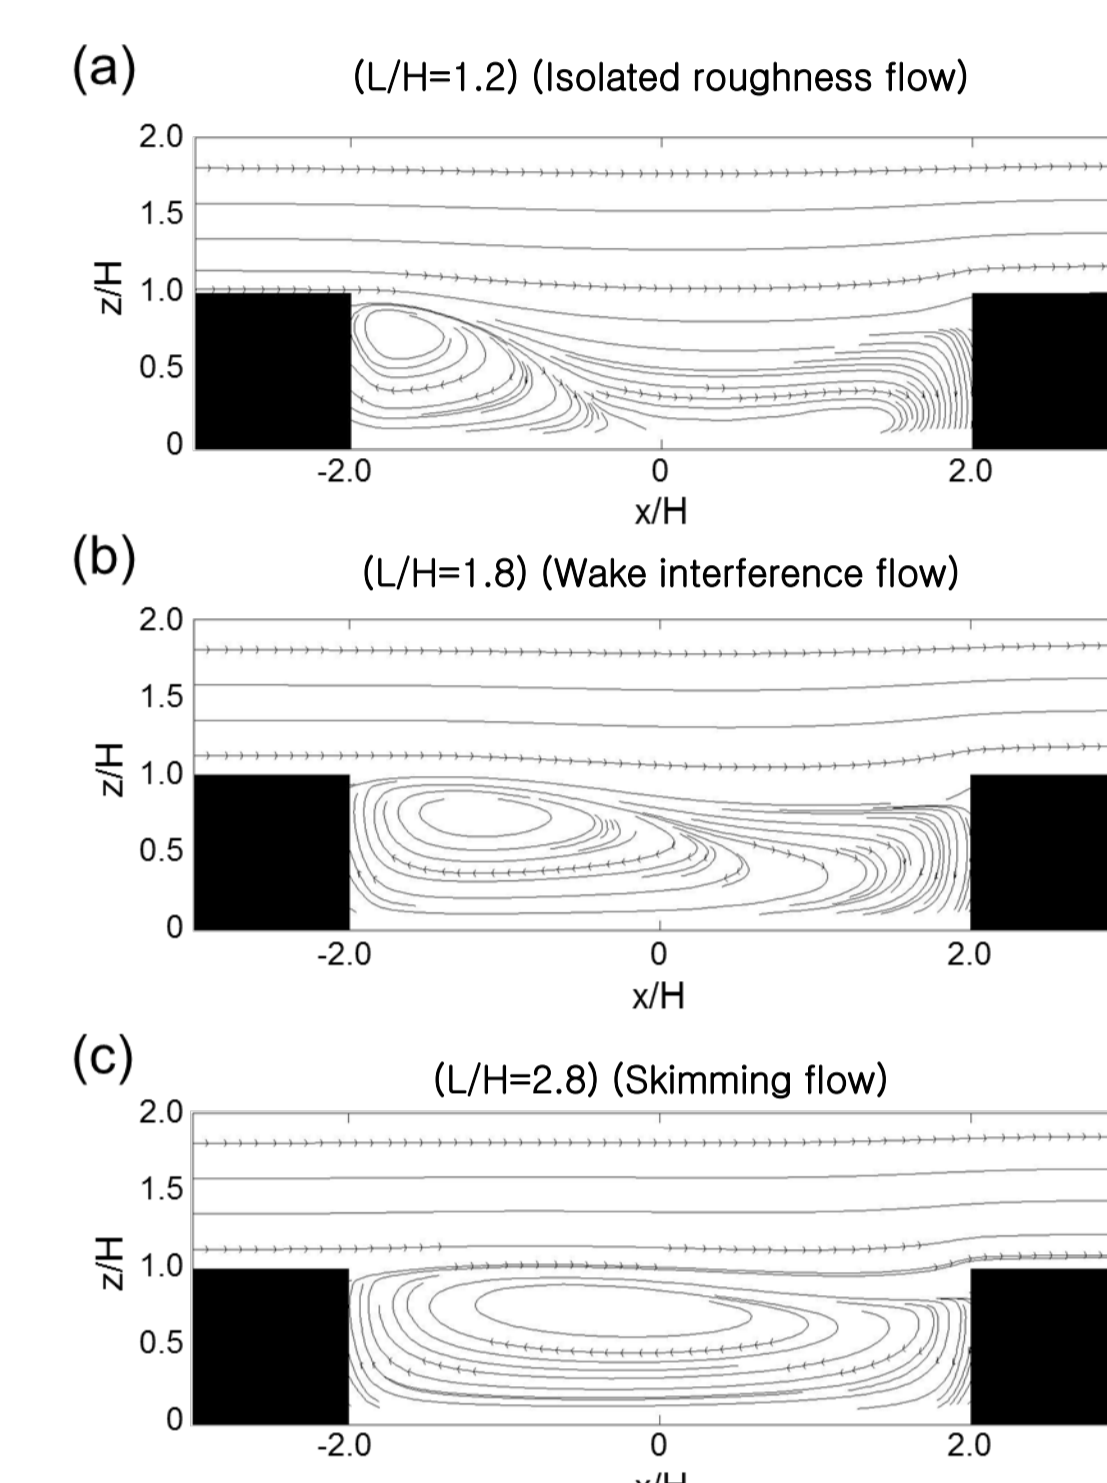 (a)
(L/H=1.2) (Isolated roughness flow)
2.0
1.5
1.0
0.5
0
z/H
-2.0 0 2.0
x/H
(b)
(L/H=1.8) (Wake interference flow)
2.0
1.5
1.0
0.5
0
z/H
-2.0 0 2.0
x/H
(c)
(L/H=2.8) (Skimming flow)
2.0
1.5
1.0
0.5
0
z/H
-2.0 0 2.0
x/H